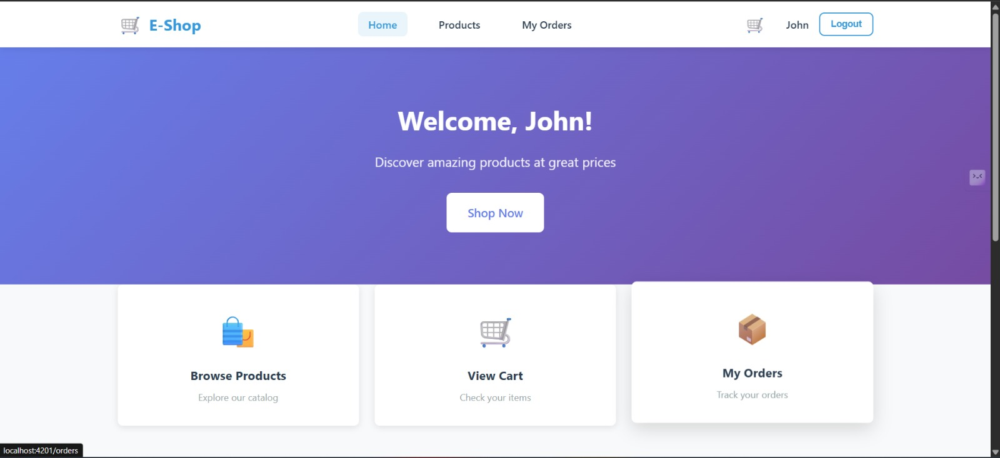 E-Shop
Home
Products
My Orders
John
Logout
Welcome, John!
Discover amazing products at great prices
Shop Now
Browse Products
Explore our catalog
View Cart
Check your items
My Orders
Track your orders
localhost:4201/orders